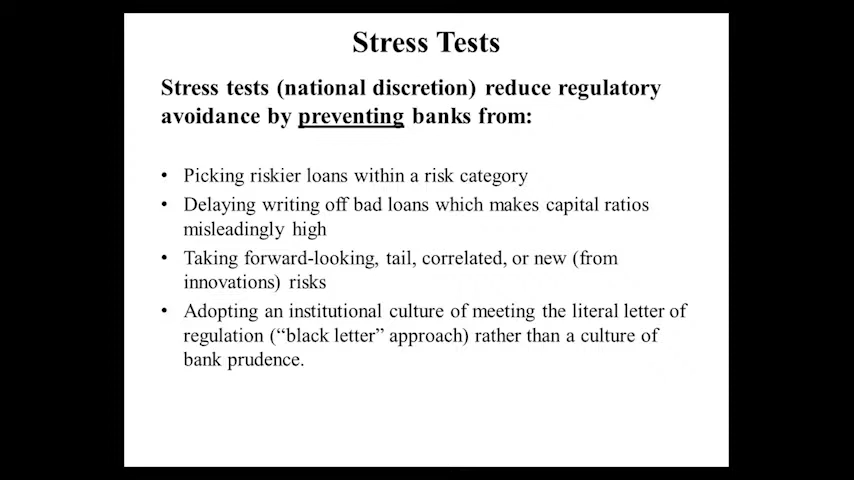 Stress Tests
Stress tests (national discretion) reduce regulatory
avoidance by preventing banks from:
• Picking riskier loans within a risk category
• Delaying writing off bad loans which makes capital ratios
misleadingly high
• Taking forward-looking, tail, correlated, or new (from
innovations) risks
• Adopting an institutional culture of meeting the literal letter of
regulation (“black letter” approach) rather than a culture of
bank prudence.